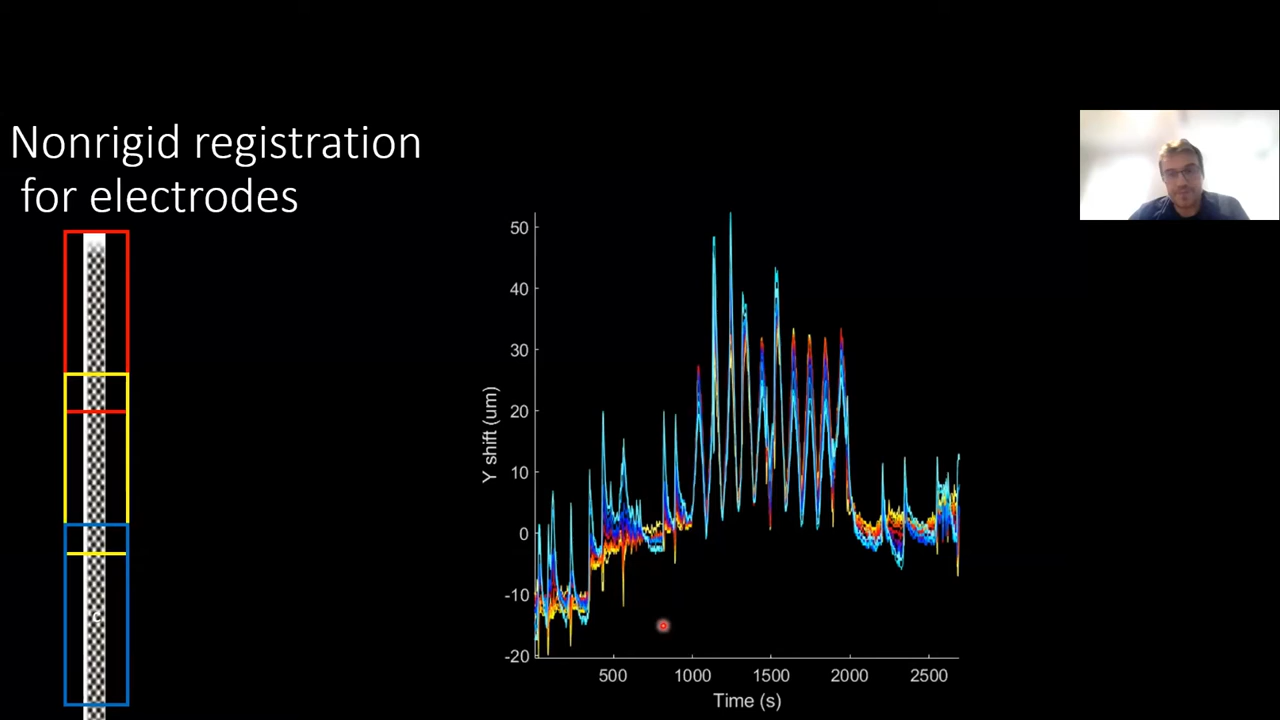 Nonrigid registration
for electrodes
50
40
30
20
10
0
-10
-20
Y shift (um)
500 1000 1500 2000 2500
Time (s)